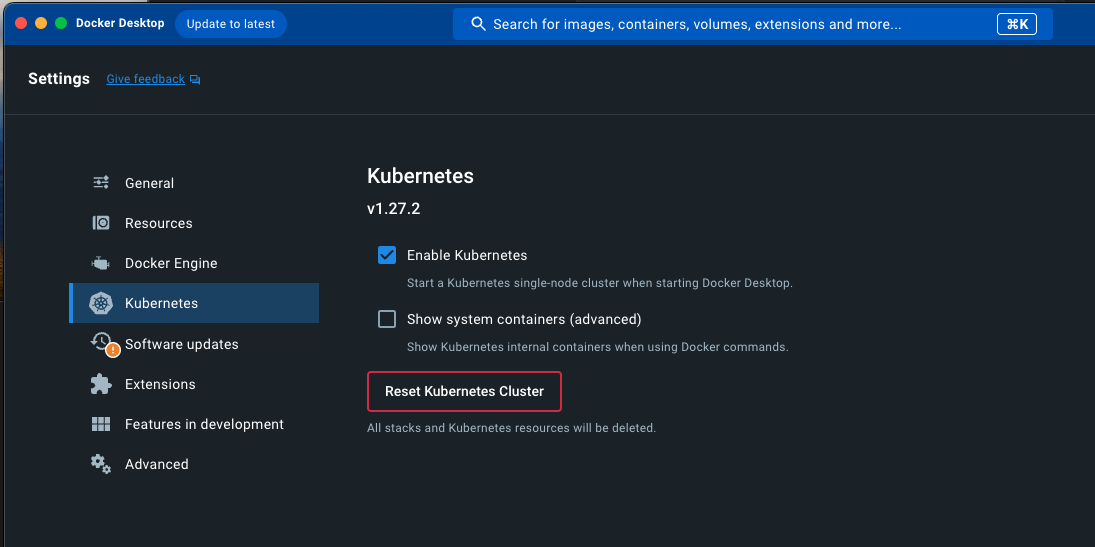 Docker Desktop
Update to latest
Search for images, containers, volumes, extensions and more...
⌘K
Settings
Give feedback
General
Resources
Docker Engine
Kubernetes
Software updates
Extensions
Features in development
Advanced
Kubernetes
v1.27.2
Enable Kubernetes
Start a Kubernetes single-node cluster when starting Docker Desktop.
Show system containers (advanced)
Show Kubernetes internal containers when using Docker commands.
Reset Kubernetes Cluster
All stacks and Kubernetes resources will be deleted.